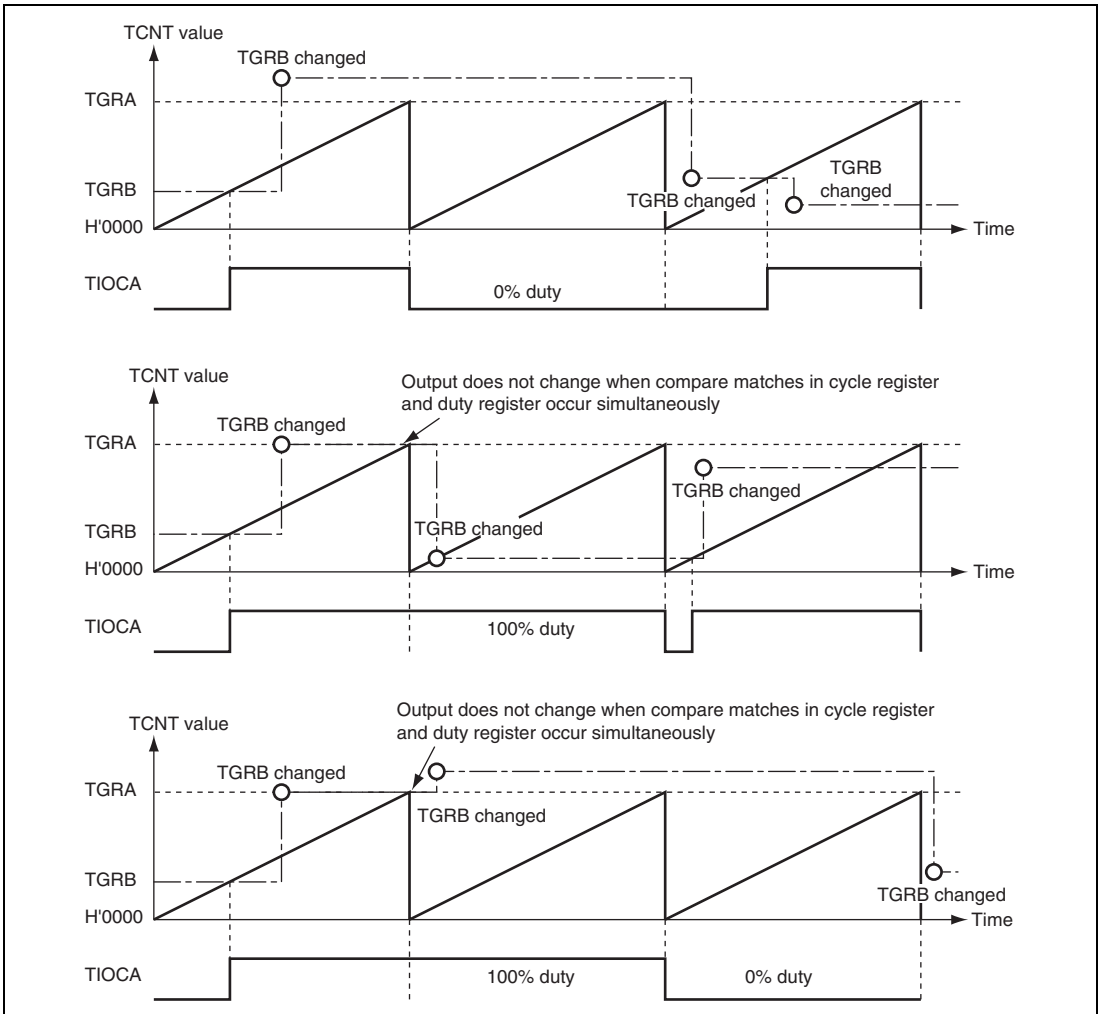 TCNT value
TGRB changed
TGRA
TGRB
changed
TGRB
TGRB changed
H'0000
Time
TIOCA
0% duty
TCNT value
Output does not change when compare matches in cycle register
and duty register occur simultaneously
TGRB changed
TGRA
TGRB changed
TGRB
TGRB changed
H'0000
Time
TIOCA
100% duty
TCNT value
Output does not change when compare matches in cycle register
and duty register occur simultaneously
TGRB changed
TGRA
TGRB changed
TGRB
TGRB changed
H'0000
Time
TIOCA
100% duty
0% duty